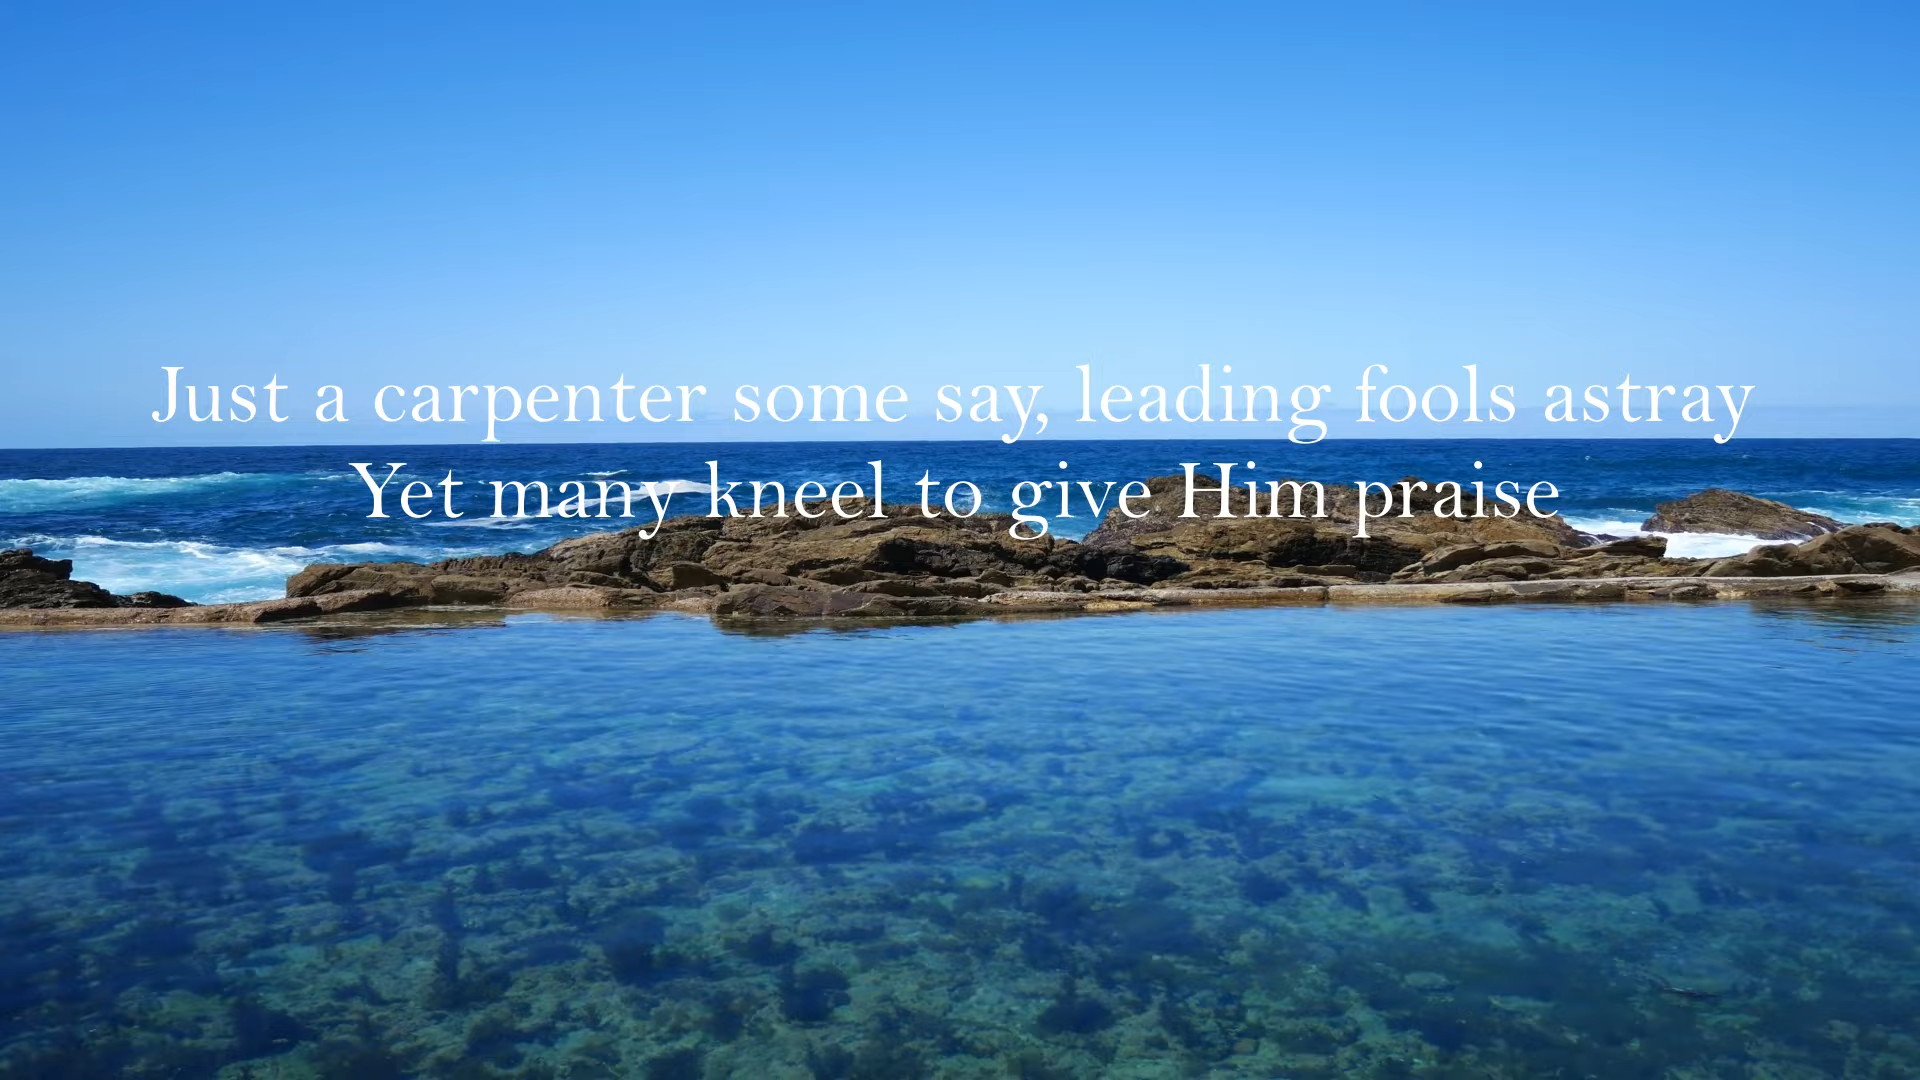 Just a carpenter some say, leading fools astray
Yet many kneel to give Him praise